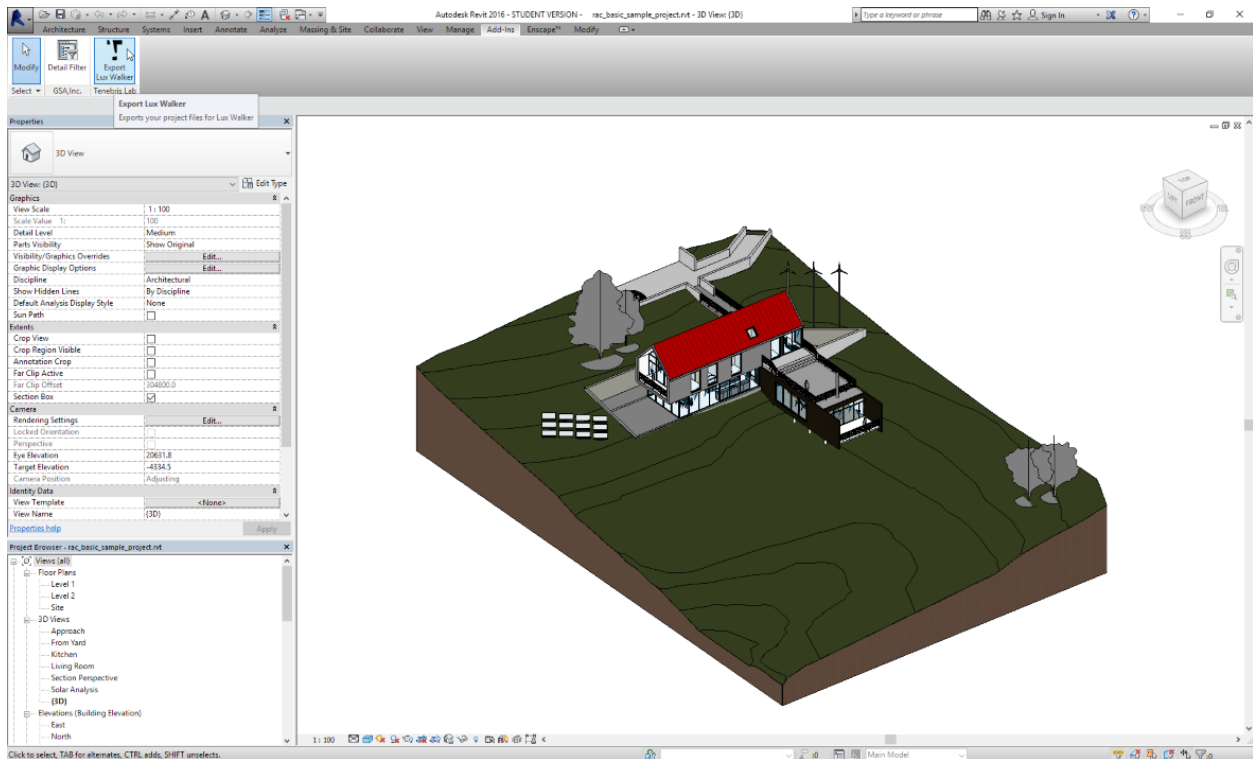 Autodesk Revit 2016 - STUDENT VERSION - rac_basic_sample_project.rvt - 3D View: {3D}
Type a keyword or phrase
Sign In
Architecture Structure Systems Insert Annotate Analyze Massing & Site Collaborate View Manage Add-Ins Enscape™ Modify
Modify
Detail Filter
Export
Lux Walker
Select GSA,Inc. Tenebris Lab
Export Lux Walker
Exports your project files for Lux Walker
Properties
3D View
3D View: {3D} Edit Type
Graphics
View Scale 1 : 100
Scale Value 1: 100
Detail Level Medium
Parts Visibility Show Original
Visibility/Graphics Overrides Edit...
Graphic Display Options Edit...
Discipline Architectural
Show Hidden Lines By Discipline
Default Analysis Display Style None
Sun Path
Extents
Crop View
Crop Region Visible
Annotation Crop
Far Clip Active
Far Clip Offset 304800.0
Section Box
Camera
Rendering Settings Edit...
Locked Orientation
Perspective
Eye Elevation 20631.8
Target Elevation -4334.5
Camera Position Adjusting
Identity Data
View Template <None>
View Name {3D}
Properties help Apply
Project Browser - rac_basic_sample_project.rvt
Views (all)
Floor Plans
Level 1
Level 2
Site
3D Views
Approach
From Yard
Kitchen
Living Room
Section Perspective
Solar Analysis
{3D}
Elevations (Building Elevation)
East
North
TOP
FRONT
1 : 100
Click to select, TAB for alternates, CTRL adds, SHIFT unselects.
:0
Main Model
:0